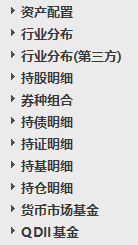 资产配置
行业分布
行业分布(第三方)
持股明细
券种组合
持债明细
持证明细
持基明细
持仓明细
货币市场基金
QDII基金